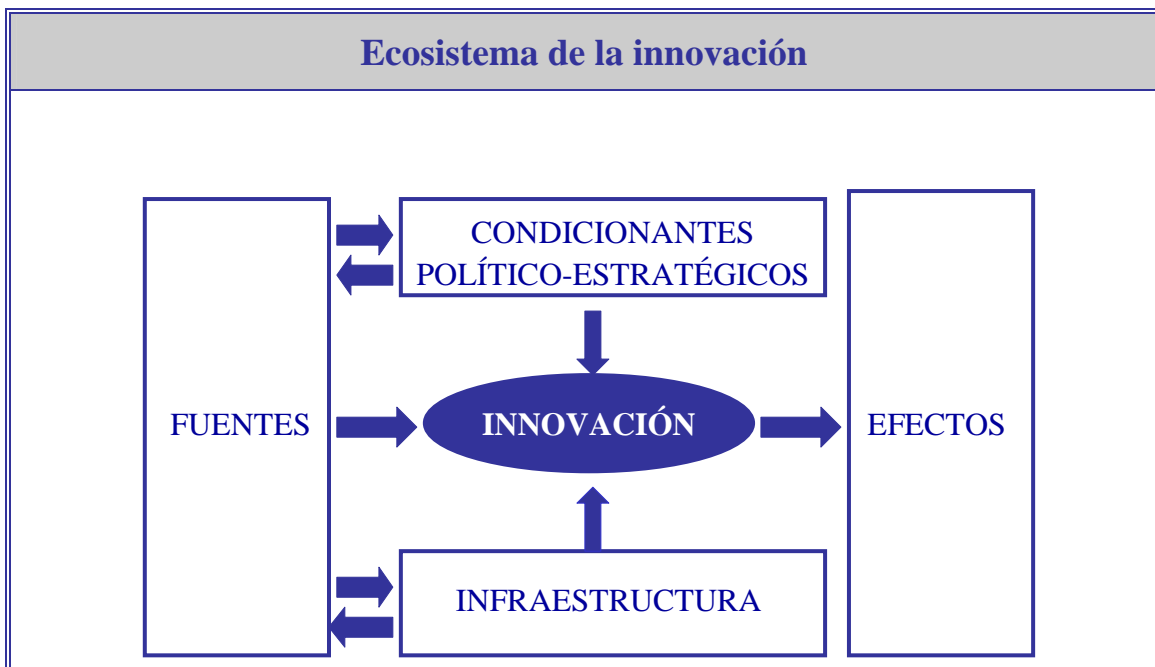 Ecosistema de la innovación
CONDICIONANTES
POLÍTICO-ESTRATÉGICOS
FUENTES
INNOVACIÓN
EFECTOS
INFRAESTRUCTURA